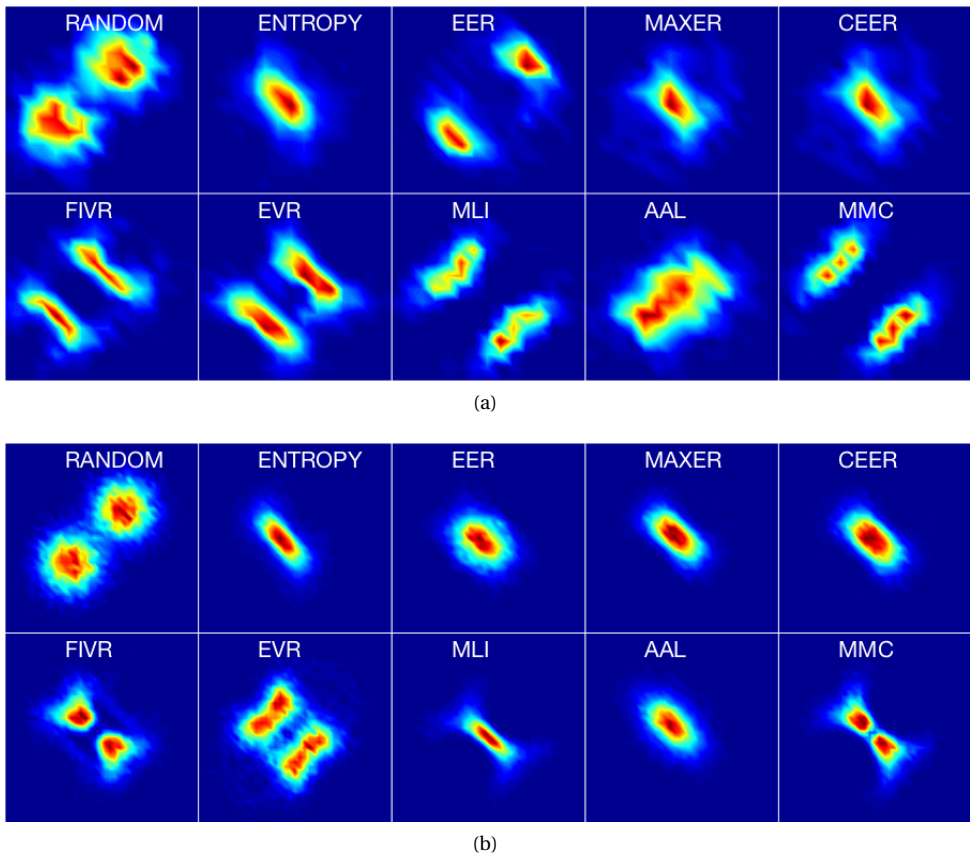 RANDOM ENTROPY EER MAXER CEER
FIVR EVR MLI AAL MMC
(a)
RANDOM ENTROPY EER MAXER CEER
FIVR EVR MLI AAL MMC
(b)